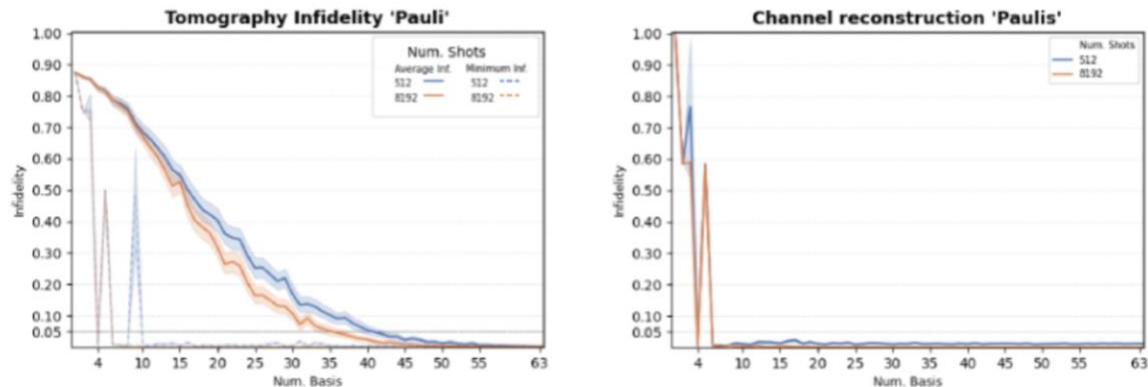 Tomography Infidelity 'Pauli'
1.00
0.90
0.80
0.70
0.60
0.50
0.40
0.30
0.20
0.10
0.05
Infidelity
Num. Shots
Average Inf. Minimum Inf.
512 512
8192 8192
4 10 15 20 25 30 35 40 45 50 55 63
Num. Basis
Channel reconstruction 'Paulis'
1.00
0.90
0.80
0.70
0.60
0.50
0.40
0.30
0.20
0.10
0.05
Infidelity
Num. Shots
512
8192
4 10 15 20 25 30 35 40 45 50 55 63
Num. Basis